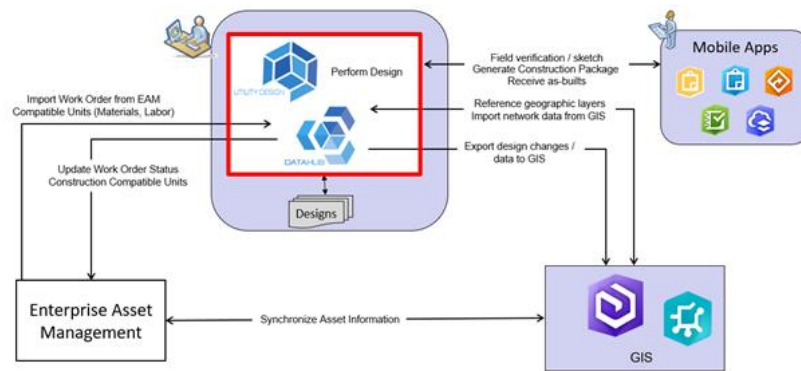 Perform Design
UTILITY DESIGN
DATAHUB
Designs
Mobile Apps
Field verification / sketch
Generate Construction Package
Receive as-builts
Reference geographic layers
Import network data from GIS
Export design changes /
data to GIS
Import Work Order from EAM
Compatible Units (Materials, Labor)
Update Work Order Status
Construction Compatible Units
Enterprise Asset
Management
Synchronize Asset Information
GIS